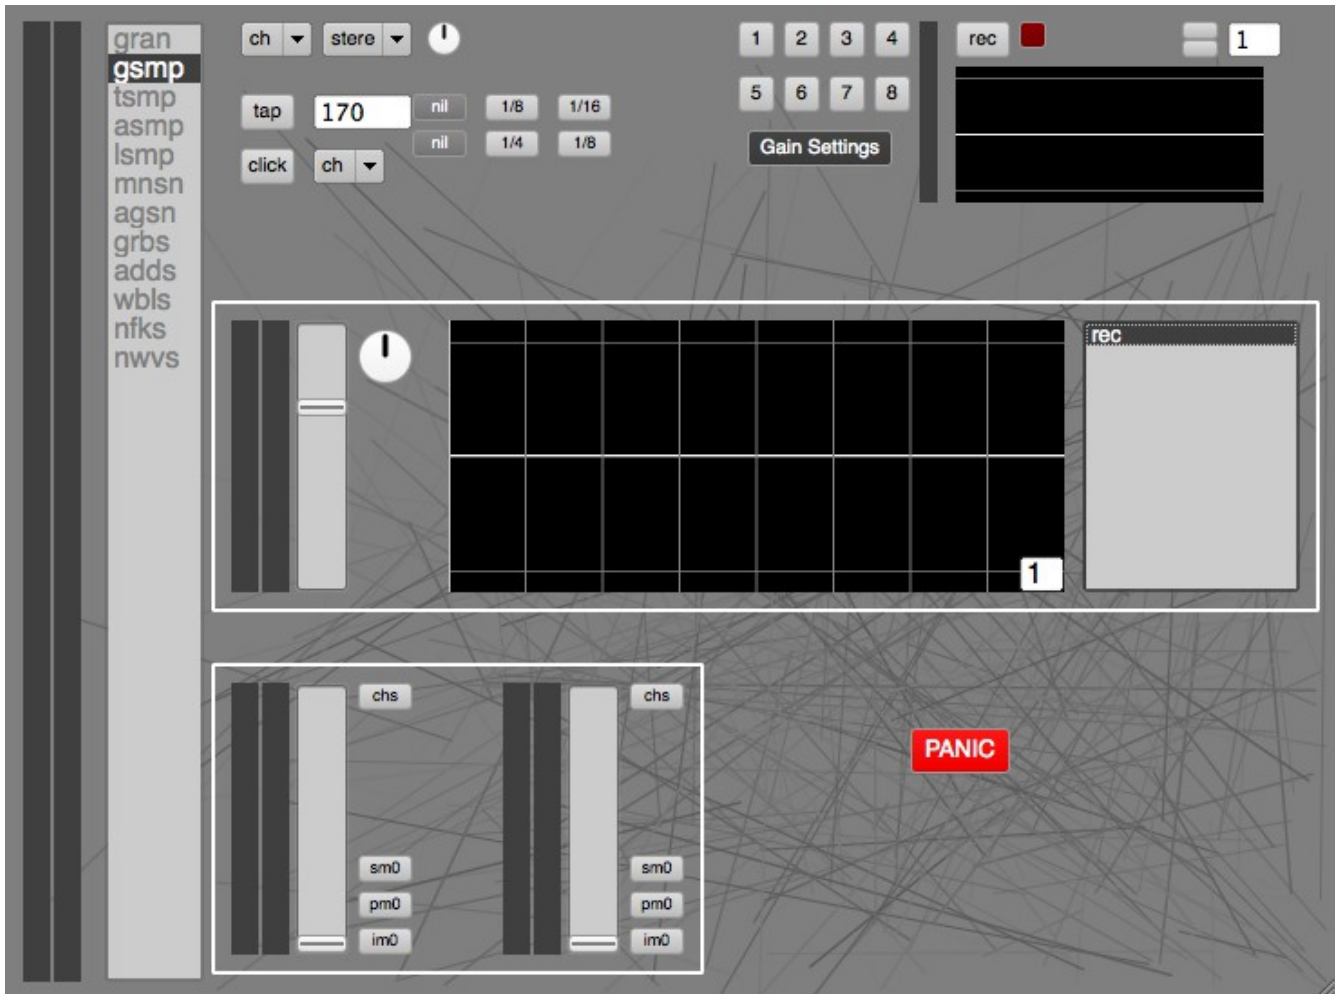 gran
gsmp
tsmp
asmp
lsmp
mnsn
agsn
grbs
adds
wbls
nfks
nwvs
ch stere
tap 170 nil 1/8 1/16
nil 1/4 1/8
click ch
1 2 3 4
5 6 7 8
Gain Settings
rec 1
rec
1
chs chs
sm0 sm0
pm0 pm0
im0 im0
PANIC